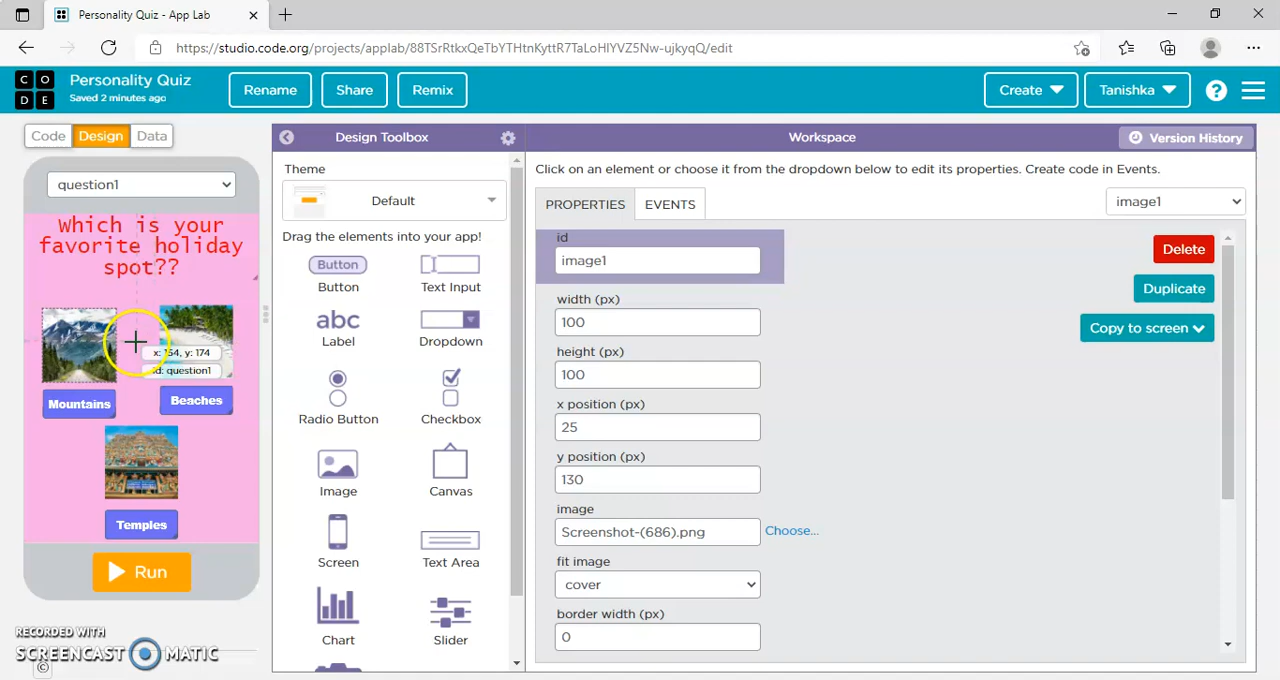 Personality Quiz - App Lab
https://studio.code.org/projects/applab/88TSrRtkxQeTbYTHtnKyttR7TaLoHlYVZ5Nw-ujkyqQ/edit
C O
D E
Personality Quiz
Saved 2 minutes ago
Rename
Share
Remix
Create
Tanishka
?
Code
Design
Data
Design Toolbox
Workspace
Version History
question1
Which is your
favorite holiday
spot??
x: 154, y: 174
id: question1
Mountains
Beaches
Temples
Run
Theme
Default
Drag the elements into your app!
Button
Button
Text Input
abc
Label
Dropdown
Radio Button
Checkbox
Image
Canvas
Screen
Text Area
Chart
Slider
Click on an element or choose it from the dropdown below to edit its properties. Create code in Events.
PROPERTIES
EVENTS
image1
id
image1
Delete
Duplicate
Copy to screen
width (px)
100
height (px)
100
x position (px)
25
y position (px)
130
image
Screenshot-(686).png
Choose...
fit image
cover
border width (px)
0
RECORDED WITH
SCREENCAST MATIC
©